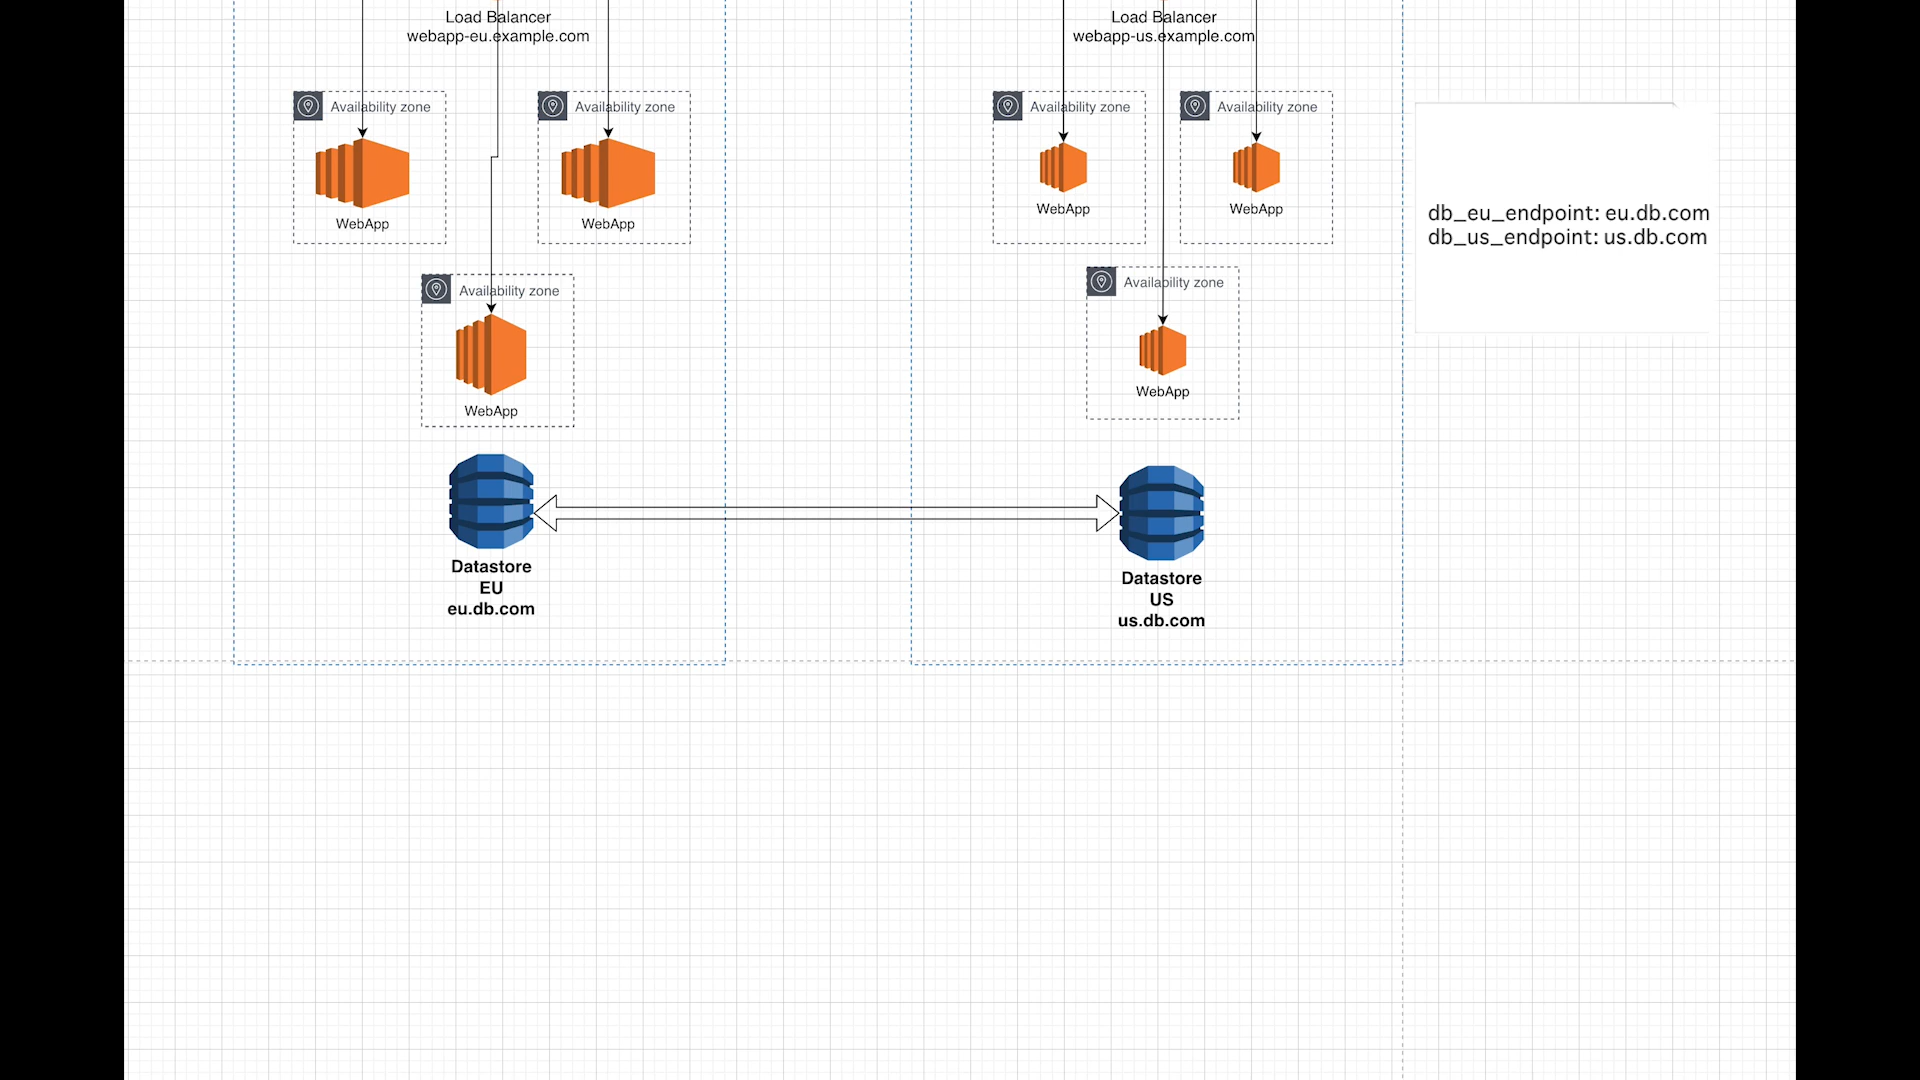 Load Balancer
webapp-eu.example.com
Load Balancer
webapp-us.example.com
Availability zone
Availability zone
Availability zone
Availability zone
WebApp
WebApp
WebApp
WebApp
db_eu_endpoint: eu.db.com
db_us_endpoint: us.db.com
Availability zone
Availability zone
WebApp
WebApp
Datastore
EU
eu.db.com
Datastore
US
us.db.com